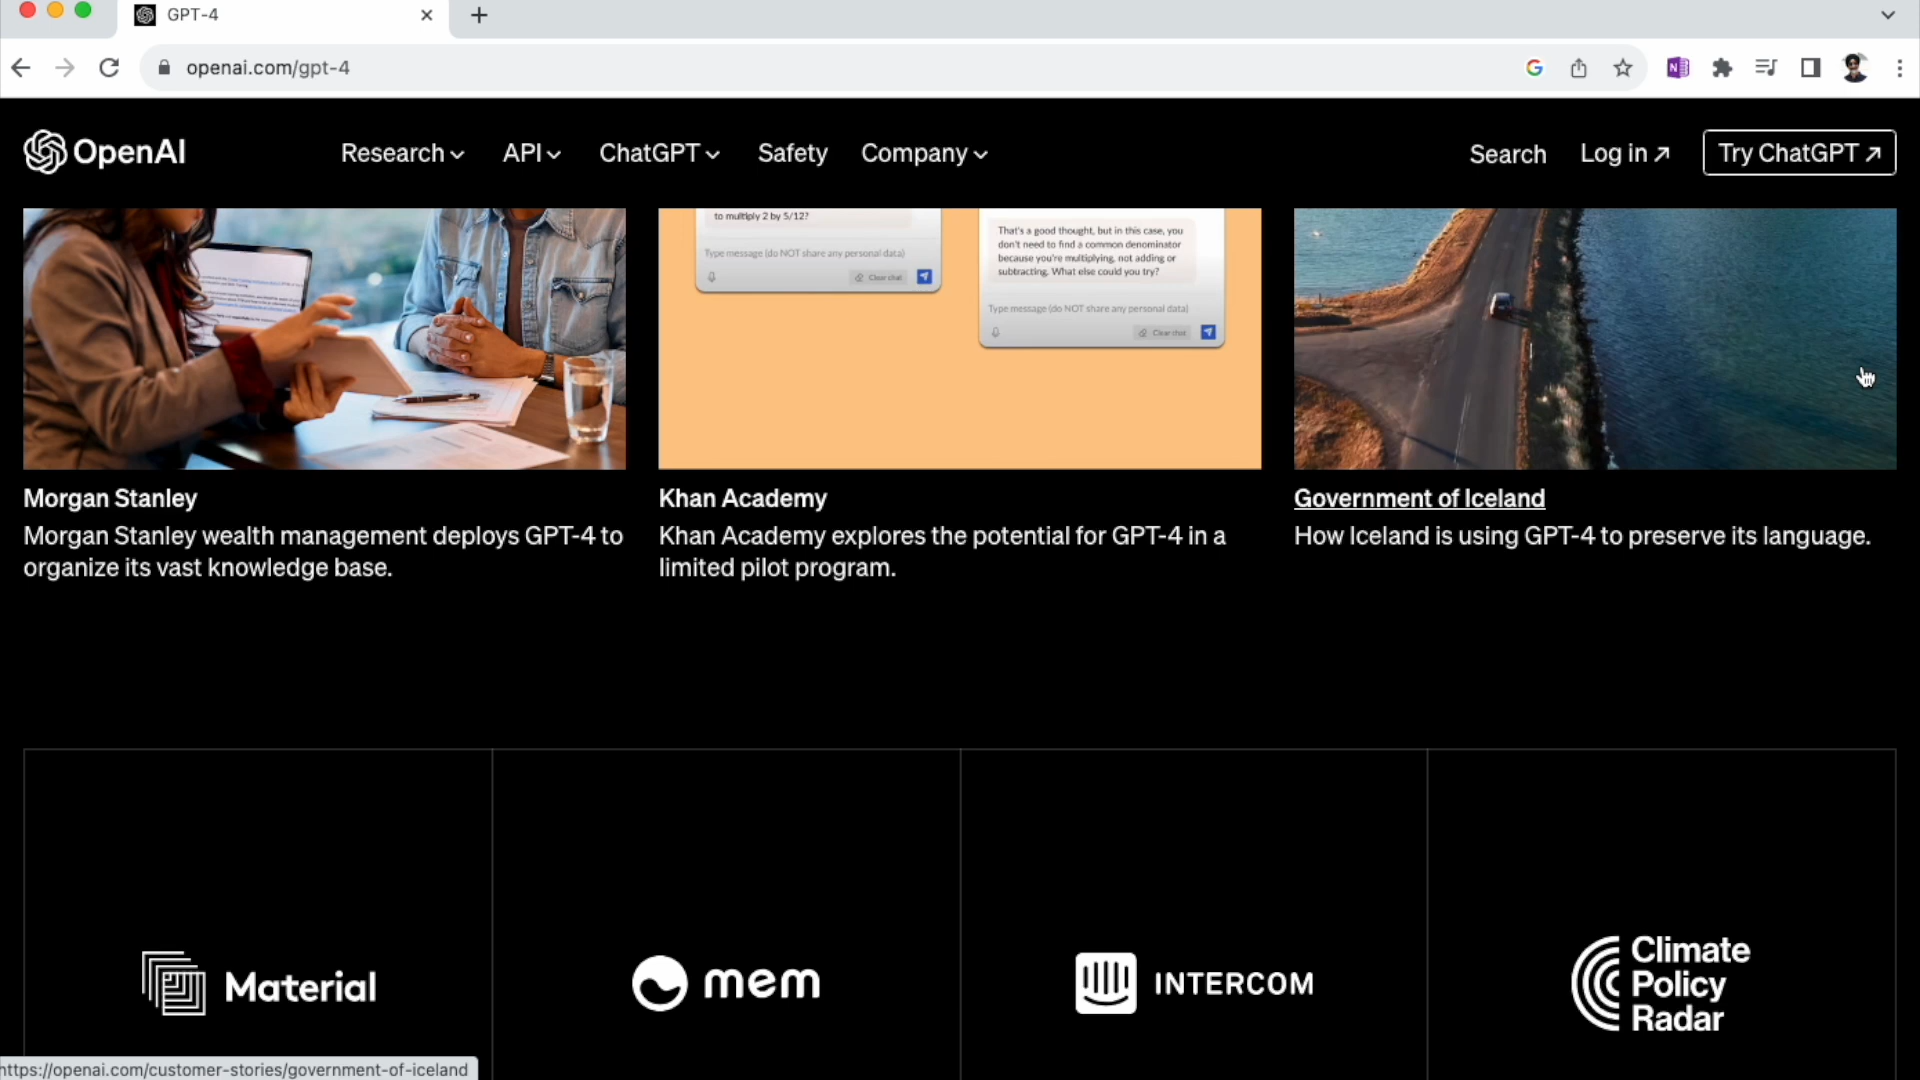 GPT-4
openai.com/gpt-4
OpenAI
Research
API
ChatGPT
Safety
Company
Search
Log in
Try ChatGPT
to multiply 2 by 5/12?
Type message (do NOT share any personal data)
Clear chat
That's a good thought, but in this case, you
don't need to find a common denominator
because you're multiplying, not adding or
subtracting. What else could you try?
Type message (do NOT share any personal data)
Clear chat
Morgan Stanley
Morgan Stanley wealth management deploys GPT-4 to
organize its vast knowledge base.
Khan Academy
Khan Academy explores the potential for GPT-4 in a
limited pilot program.
Government of Iceland
How Iceland is using GPT-4 to preserve its language.
Material
mem
INTERCOM
Climate
Policy
Radar
https://openai.com/customer-stories/government-of-iceland